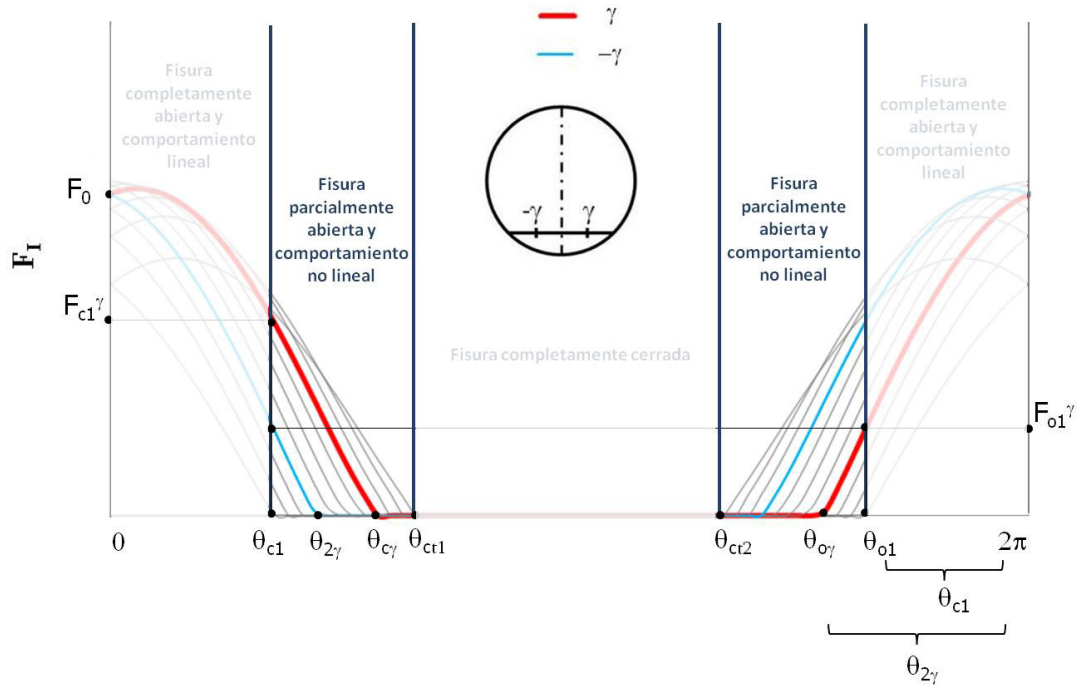 γ
−γ
Fisura
completamente
abierta y
comportamiento
lineal
Fisura
parcialmente
abierta y
comportamiento
no lineal
-γ
γ
Fisura
parcialmente
abierta y
comportamiento
no lineal
Fisura
completamente
abierta y
comportamiento
lineal
F0
FI
Fc1γ
Fisura completamente cerrada
Fo1γ
0
θc1
θ2γ
θcγ
θcr1
θcr2
θoγ
θo1
2π
θc1
θ2γ